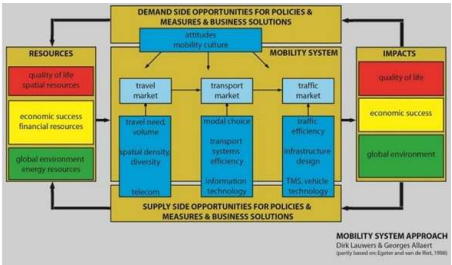 DEMAND SIDE OPPORTUNITIES FOR POLICIES &
MEASURES & BUSINESS SOLUTIONS
attitudes
mobility culture
RESOURCES
MOBILITY SYSTEM
IMPACTS
quality of life
spatial resources
economic success
financial resources
global environment
energy resources
travel
market
transport
market
traffic
market
travel need,
volume
spatial density,
diversity
telecom
modal choice
transport
systems
efficiency
information
technology
traffic
efficiency
infrastructure
design
TMS, vehicle
technology
quality of life
economic success
global environment
SUPPLY SIDE OPPORTUNITIES FOR POLICIES &
MEASURES & BUSINESS SOLUTIONS
MOBILITY SYSTEM APPROACH
Dirk Lauwers & Georges Allaert
(partly based on: Egeter and van de Riet, 1998)